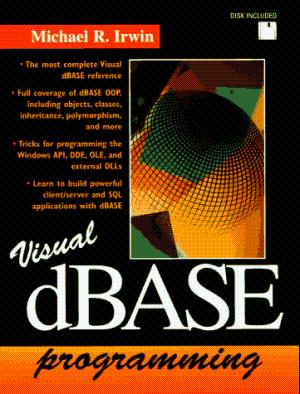 DISK INCLUDED
Michael R. Irwin
• The most complete Visual
dBASE reference
• Full coverage of dBASE OOP,
including objects, classes,
inheritance, polymorphism,
and more
• Tricks for programming the
Windows API, DDE, OLE, and
external DLLs
• Learn to build powerful
client/server and SQL
applications with dBASE
Visual
dBASE
programming